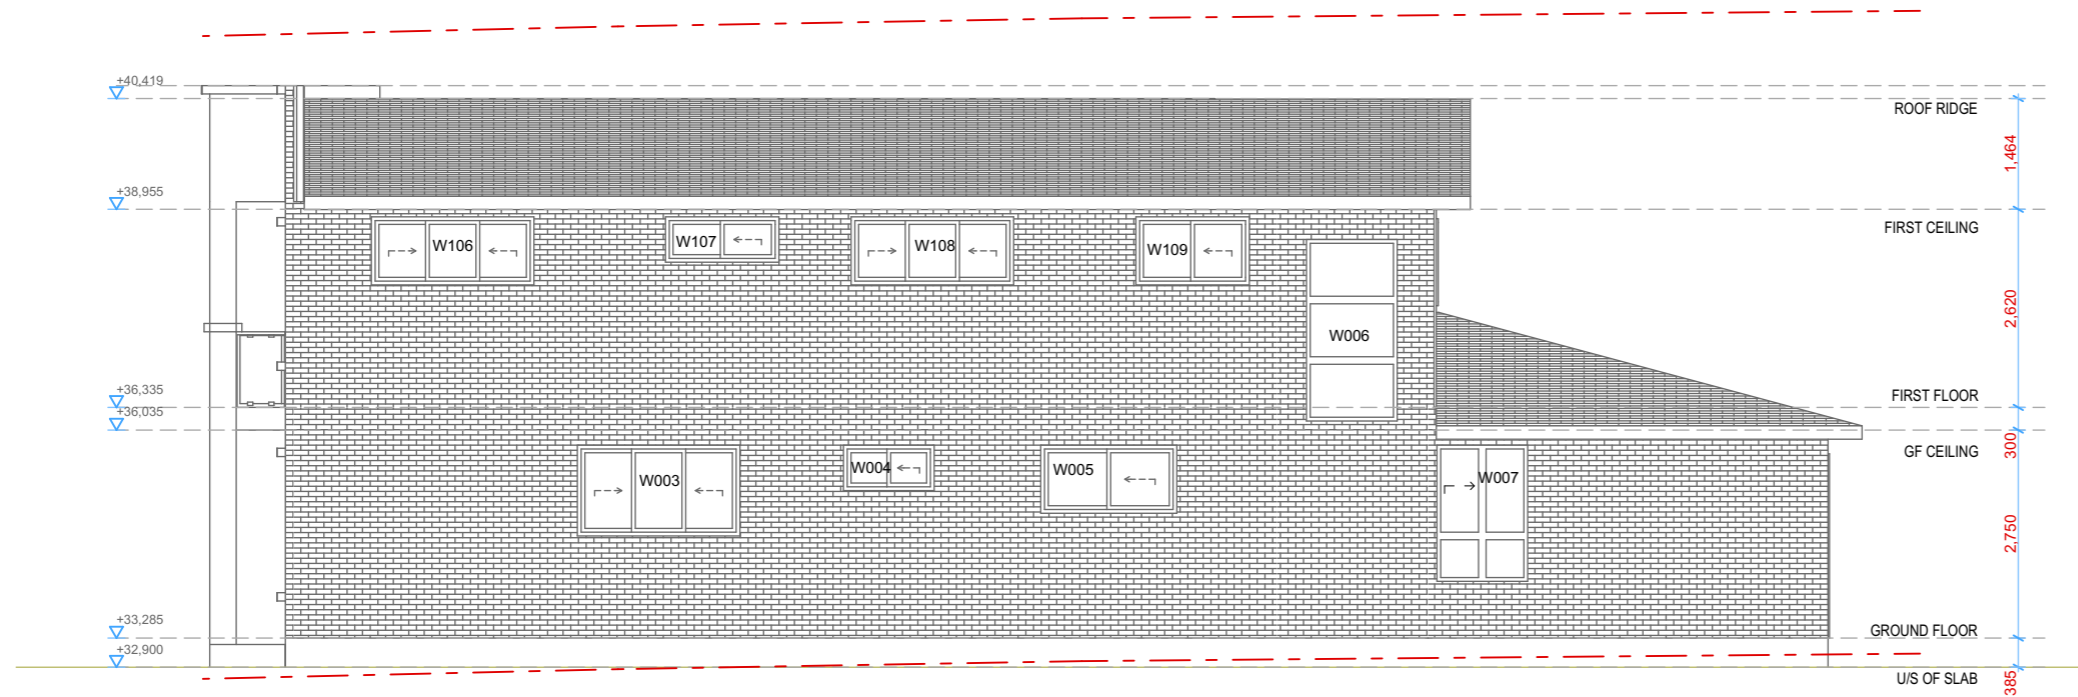 +40,419
ROOF RIDGE
1,464
+38,955
FIRST CEILING
W106
W107
W108
W109
2,620
W006
+36,335
FIRST FLOOR
+36,035
300
GF CEILING
W003
W004
W005
W007
2,750
+33,285
GROUND FLOOR
+32,900
U/S OF SLAB
385